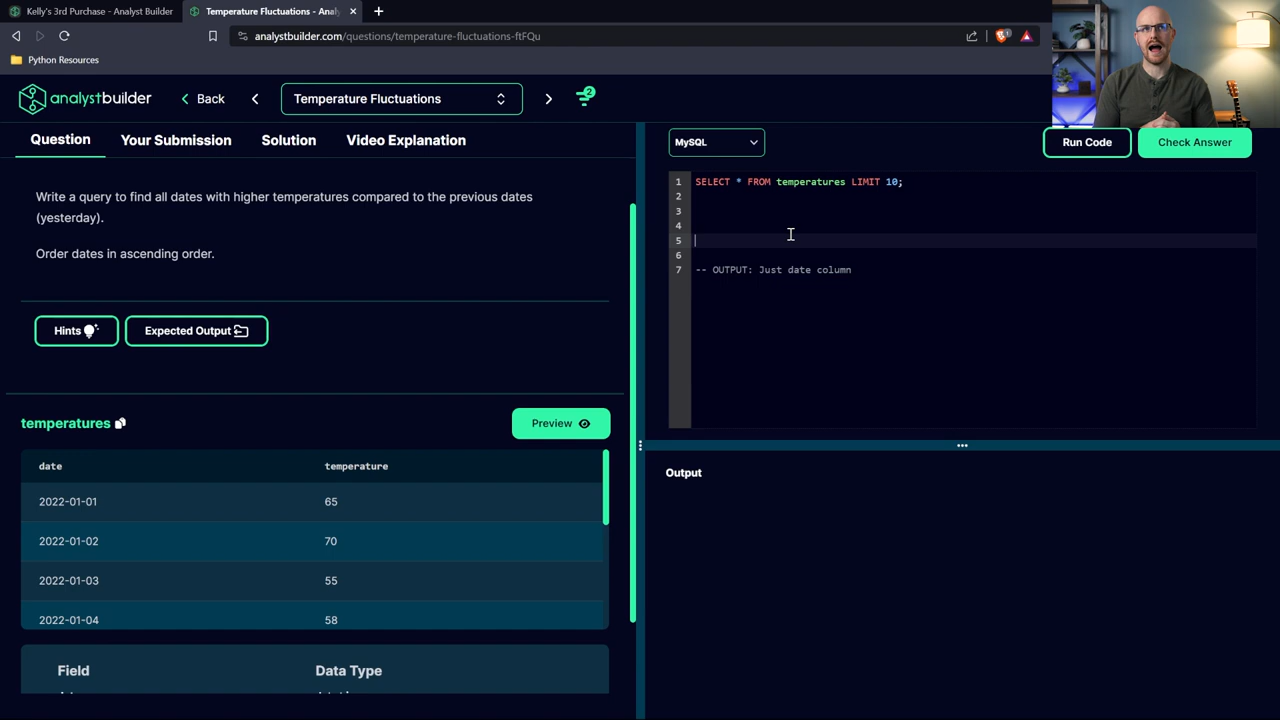 Kelly's 3rd Purchase - Analyst Builder
Temperature Fluctuations - Anal
analystbuilder.com/questions/temperature-fluctuations-ftFQu
Python Resources
analystbuilder
Back
Temperature Fluctuations
2
Question
Your Submission
Solution
Video Explanation
Write a query to find all dates with higher temperatures compared to the previous dates
(yesterday).
Order dates in ascending order.
Hints
Expected Output
temperatures
Preview
date temperature
2022-01-01 65
2022-01-02 70
2022-01-03 55
2022-01-04 58
Field Data Type
MySQL
Run Code
Check Answer
1 SELECT * FROM temperatures LIMIT 10;
2
3
4
5
6
7 -- OUTPUT: Just date column
Output